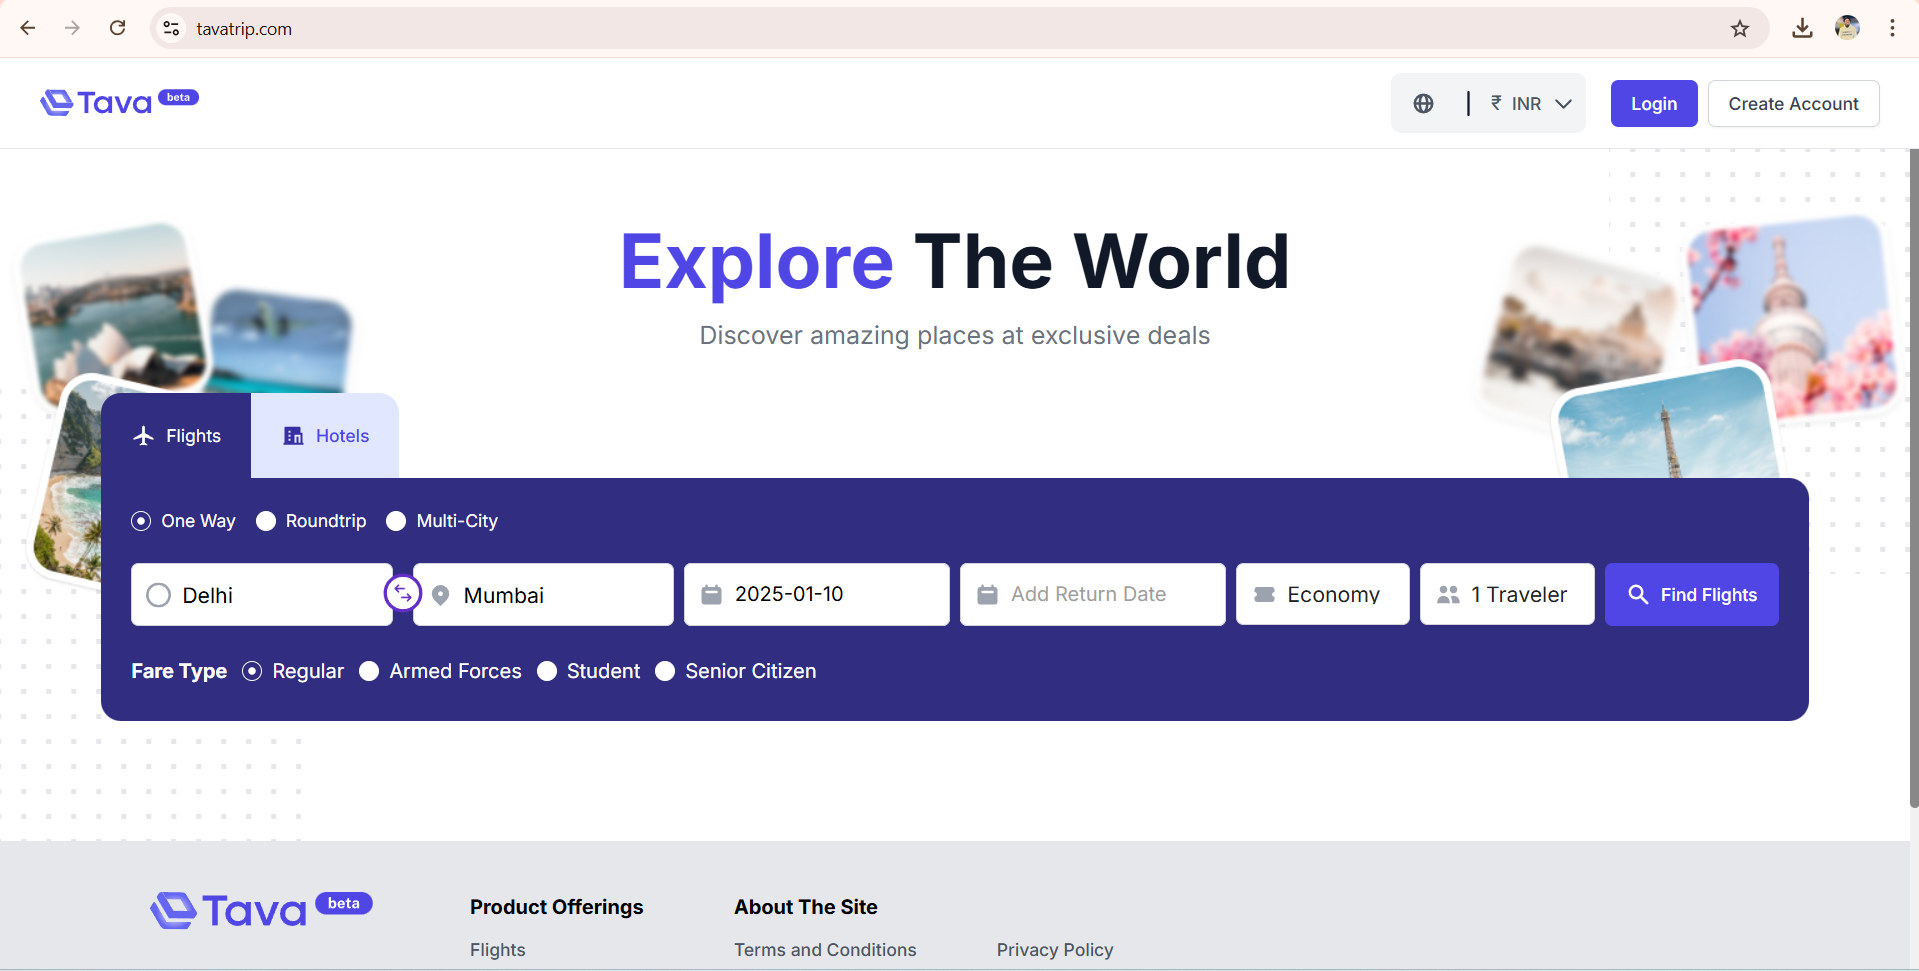 tavatrip.com
Tava beta
₹ INR
Login
Create Account
Explore The World
Discover amazing places at exclusive deals
Flights
Hotels
One Way
Roundtrip
Multi-City
Delhi
Mumbai
2025-01-10
Add Return Date
Economy
1 Traveler
Find Flights
Fare Type
Regular
Armed Forces
Student
Senior Citizen
Tava beta
Product Offerings
About The Site
Flights
Terms and Conditions
Privacy Policy